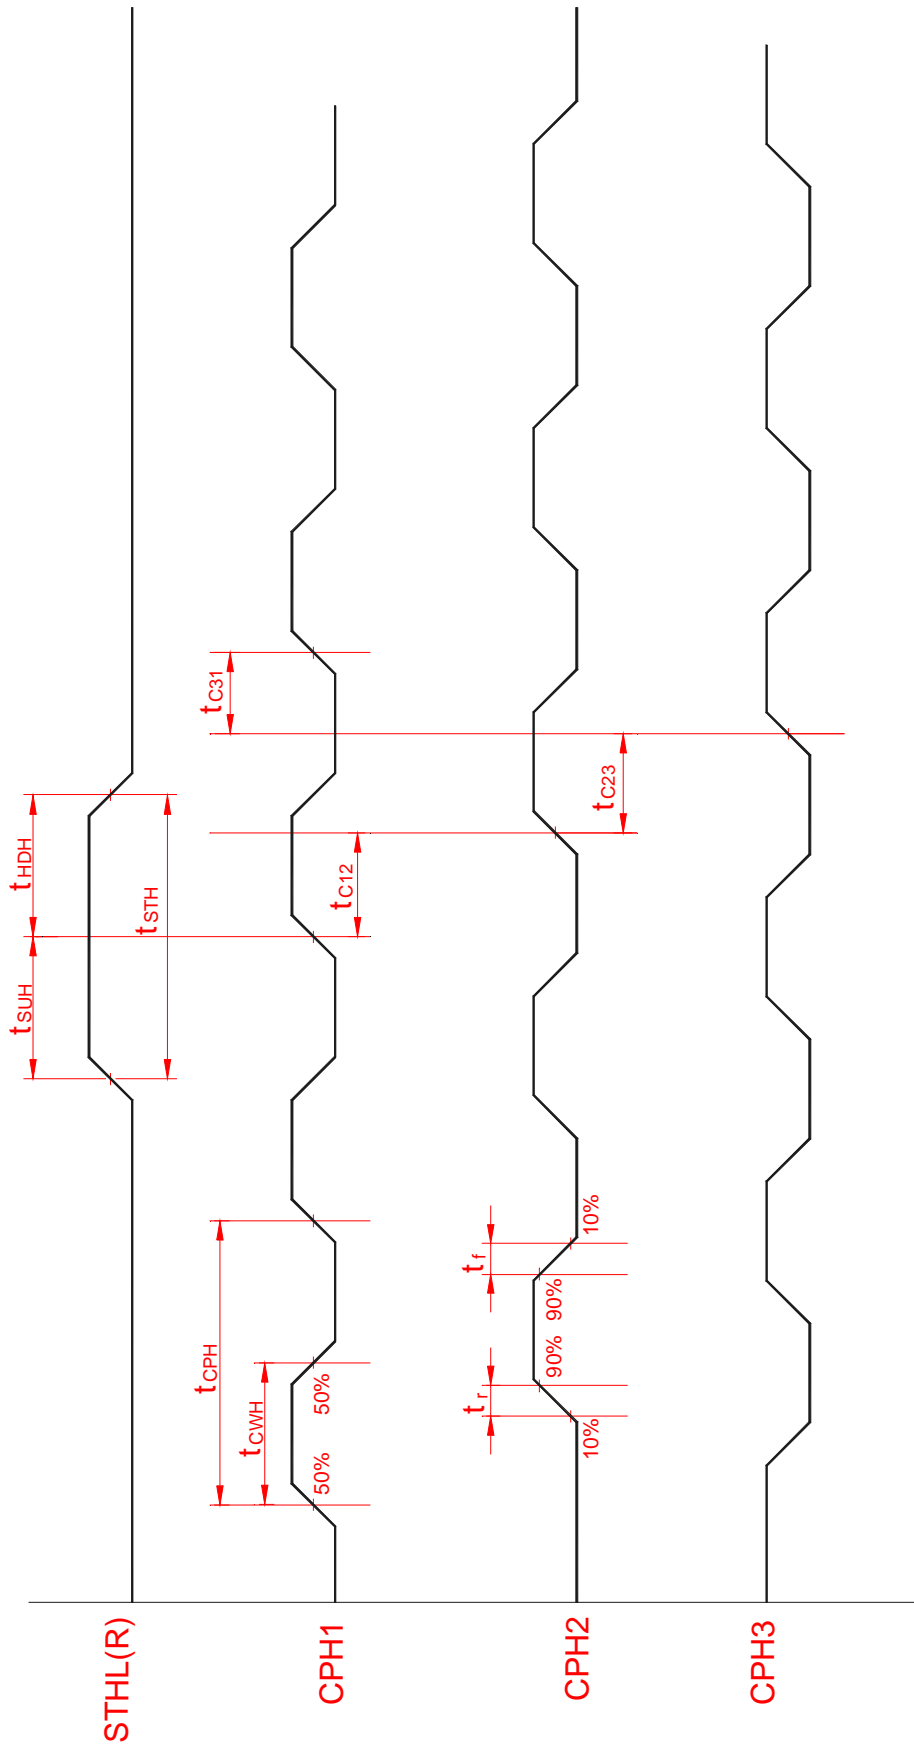 STHL(R)
tSUH
tHDH
tSTH
CPH1
tCPH
tCWH
50%
50%
tC12
tC31
CPH2
tr
tf
10%
90%
90%
10%
tC23
CPH3